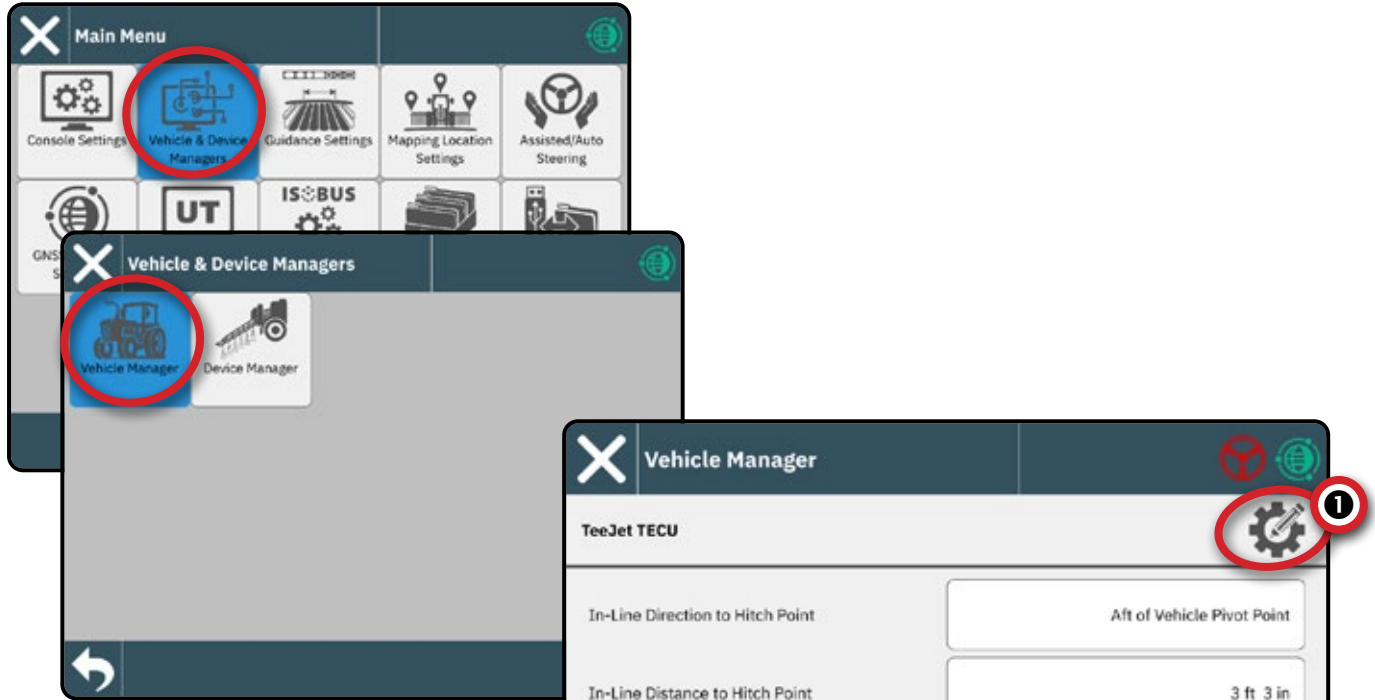 Main Menu
Console Settings
Vehicle & Device
Managers
Guidance Settings
Mapping Location
Settings
Assisted/Auto
Steering
UT
ISOBUS
GNSS
S
Vehicle & Device Managers
Vehicle Manager
Device Manager
Vehicle Manager
1
TeeJet TECU
In-Line Direction to Hitch Point
Aft of Vehicle Pivot Point
In-Line Distance to Hitch Point
3 ft 3 in